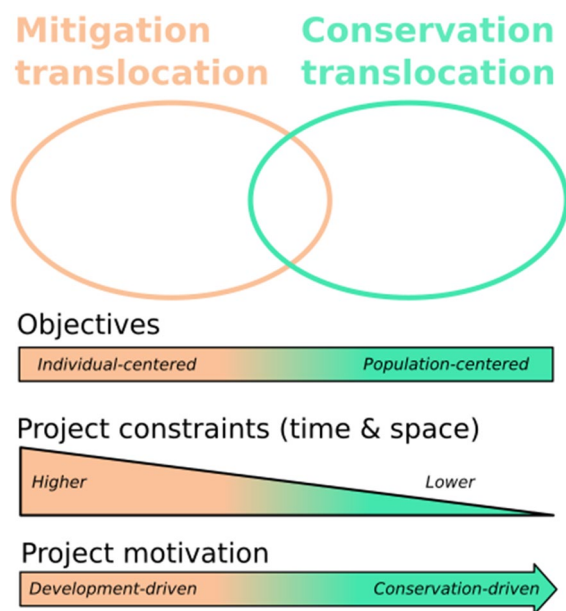 Mitigation
translocation
Conservation
translocation
Objectives
Individual-centered
Population-centered
Project constraints (time & space)
Higher
Lower
Project motivation
Development-driven
Conservation-driven